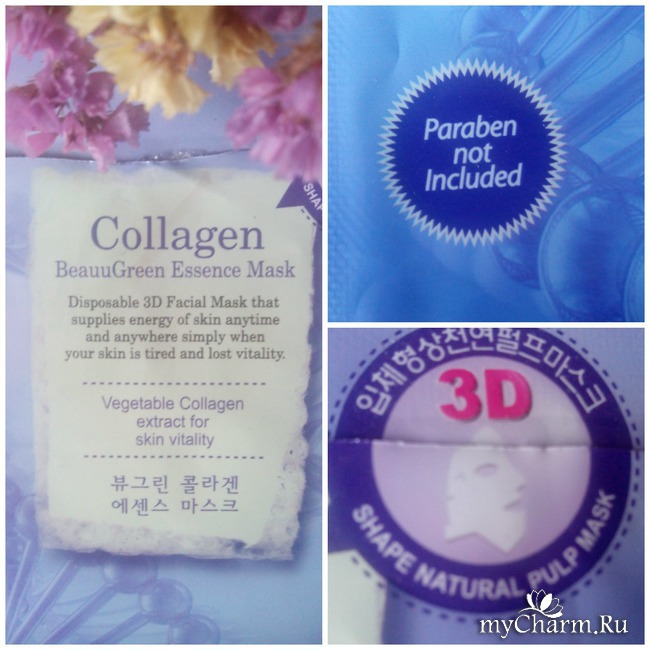 Collagen
BeauuGreen Essence Mask
Disposable 3D Facial Mask that
supplies energy of skin anytime
and anywhere simply when
your skin is tired and lost vitality.
Vegetable Collagen
extract for
skin vitality
뷰그린 콜라겐
에센스 마스크
SHAP
Paraben
not
Included
입체형상천연펄프마스크
3D
SHAPE NATURAL PULP MASK
myCharm.Ru